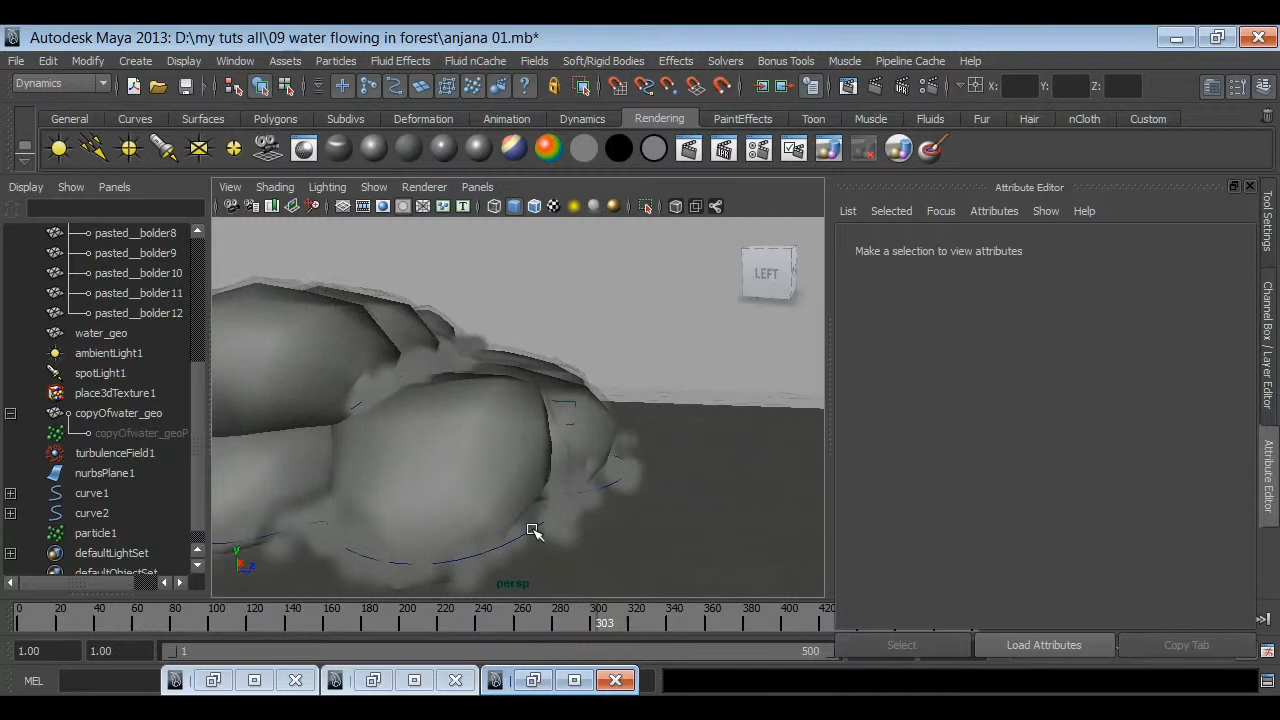 Autodesk Maya 2013: D:\my tuts all\09 water flowing in forest\anjana 01.mb*
File Edit Modify Create Display Window Assets Particles Fluid Effects Fluid nCache Fields Soft/Rigid Bodies Effects Solvers Bonus Tools Muscle Pipeline Cache Help
Dynamics X: Y: Z:
General Curves Surfaces Polygons Subdivs Deformation Animation Dynamics Rendering PaintEffects Toon Muscle Fluids Fur Hair nCloth Custom
Display Show Panels
View Shading Lighting Show Renderer Panels
Attribute Editor
List Selected Focus Attributes Show Help
Make a selection to view attributes
pasted__bolder8
pasted__bolder9
pasted__bolder10
pasted__bolder11
pasted__bolder12
water_geo
ambientLight1
spotLight1
place3dTexture1
copyOfwater_geo
copyOfwater_geoP
turbulenceField1
nurbsPlane1
curve1
curve2
particle1
defaultLightSet
defaultObjectSet
LEFT
y
x
z
persp
Tool Settings
Channel Box / Layer Editor
Attribute Editor
0 20 40 60 80 100 120 140 160 180 200 220 240 260 280 300 320 340 360 380 400 420
303
Select Load Attributes Copy Tab
1.00 1.00 1 500
MEL